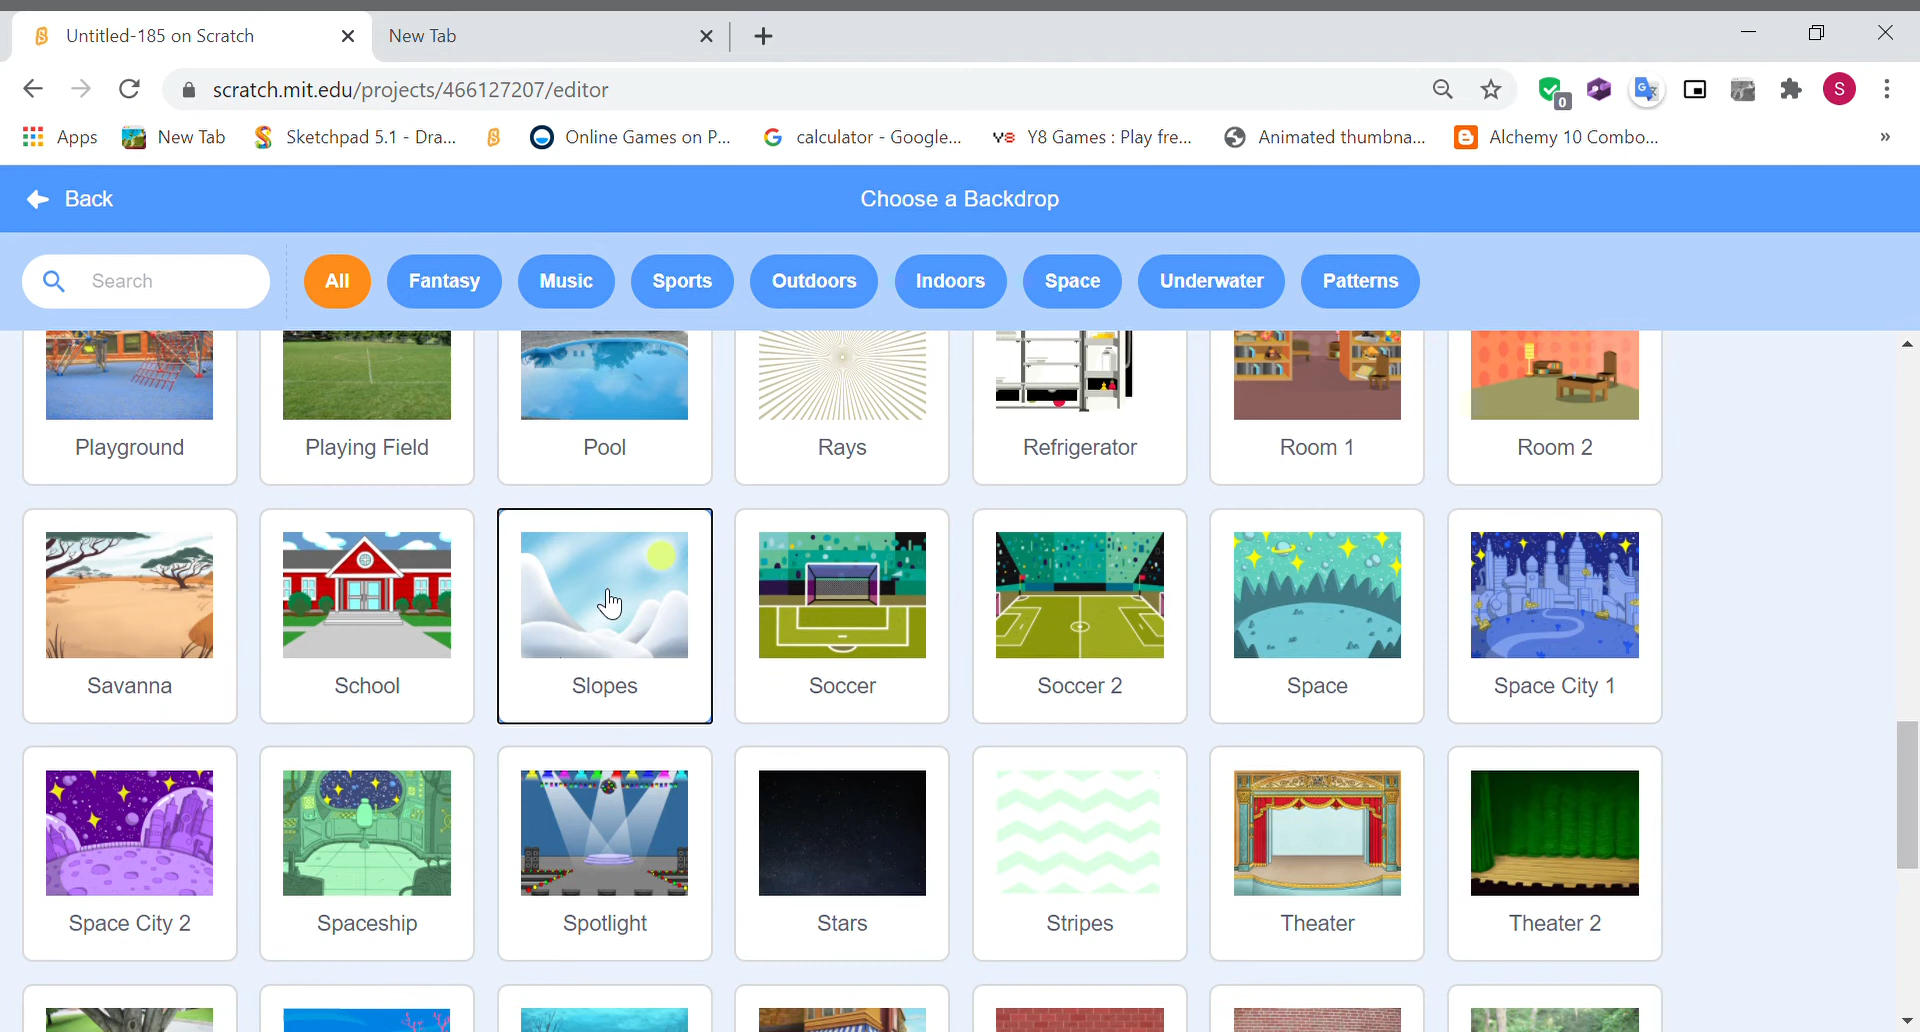 Untitled-185 on Scratch
New Tab
scratch.mit.edu/projects/466127207/editor
0
S
Apps
New Tab
Sketchpad 5.1 - Dra...
Online Games on P...
calculator - Google...
Y8 Games : Play fre...
Animated thumbna...
Alchemy 10 Combo...
»
Back
Choose a Backdrop
Search
All
Fantasy
Music
Sports
Outdoors
Indoors
Space
Underwater
Patterns
Playground
Playing Field
Pool
Rays
Refrigerator
Room 1
Room 2
Savanna
School
Slopes
Soccer
Soccer 2
Space
Space City 1
Space City 2
Spaceship
Spotlight
Stars
Stripes
Theater
Theater 2